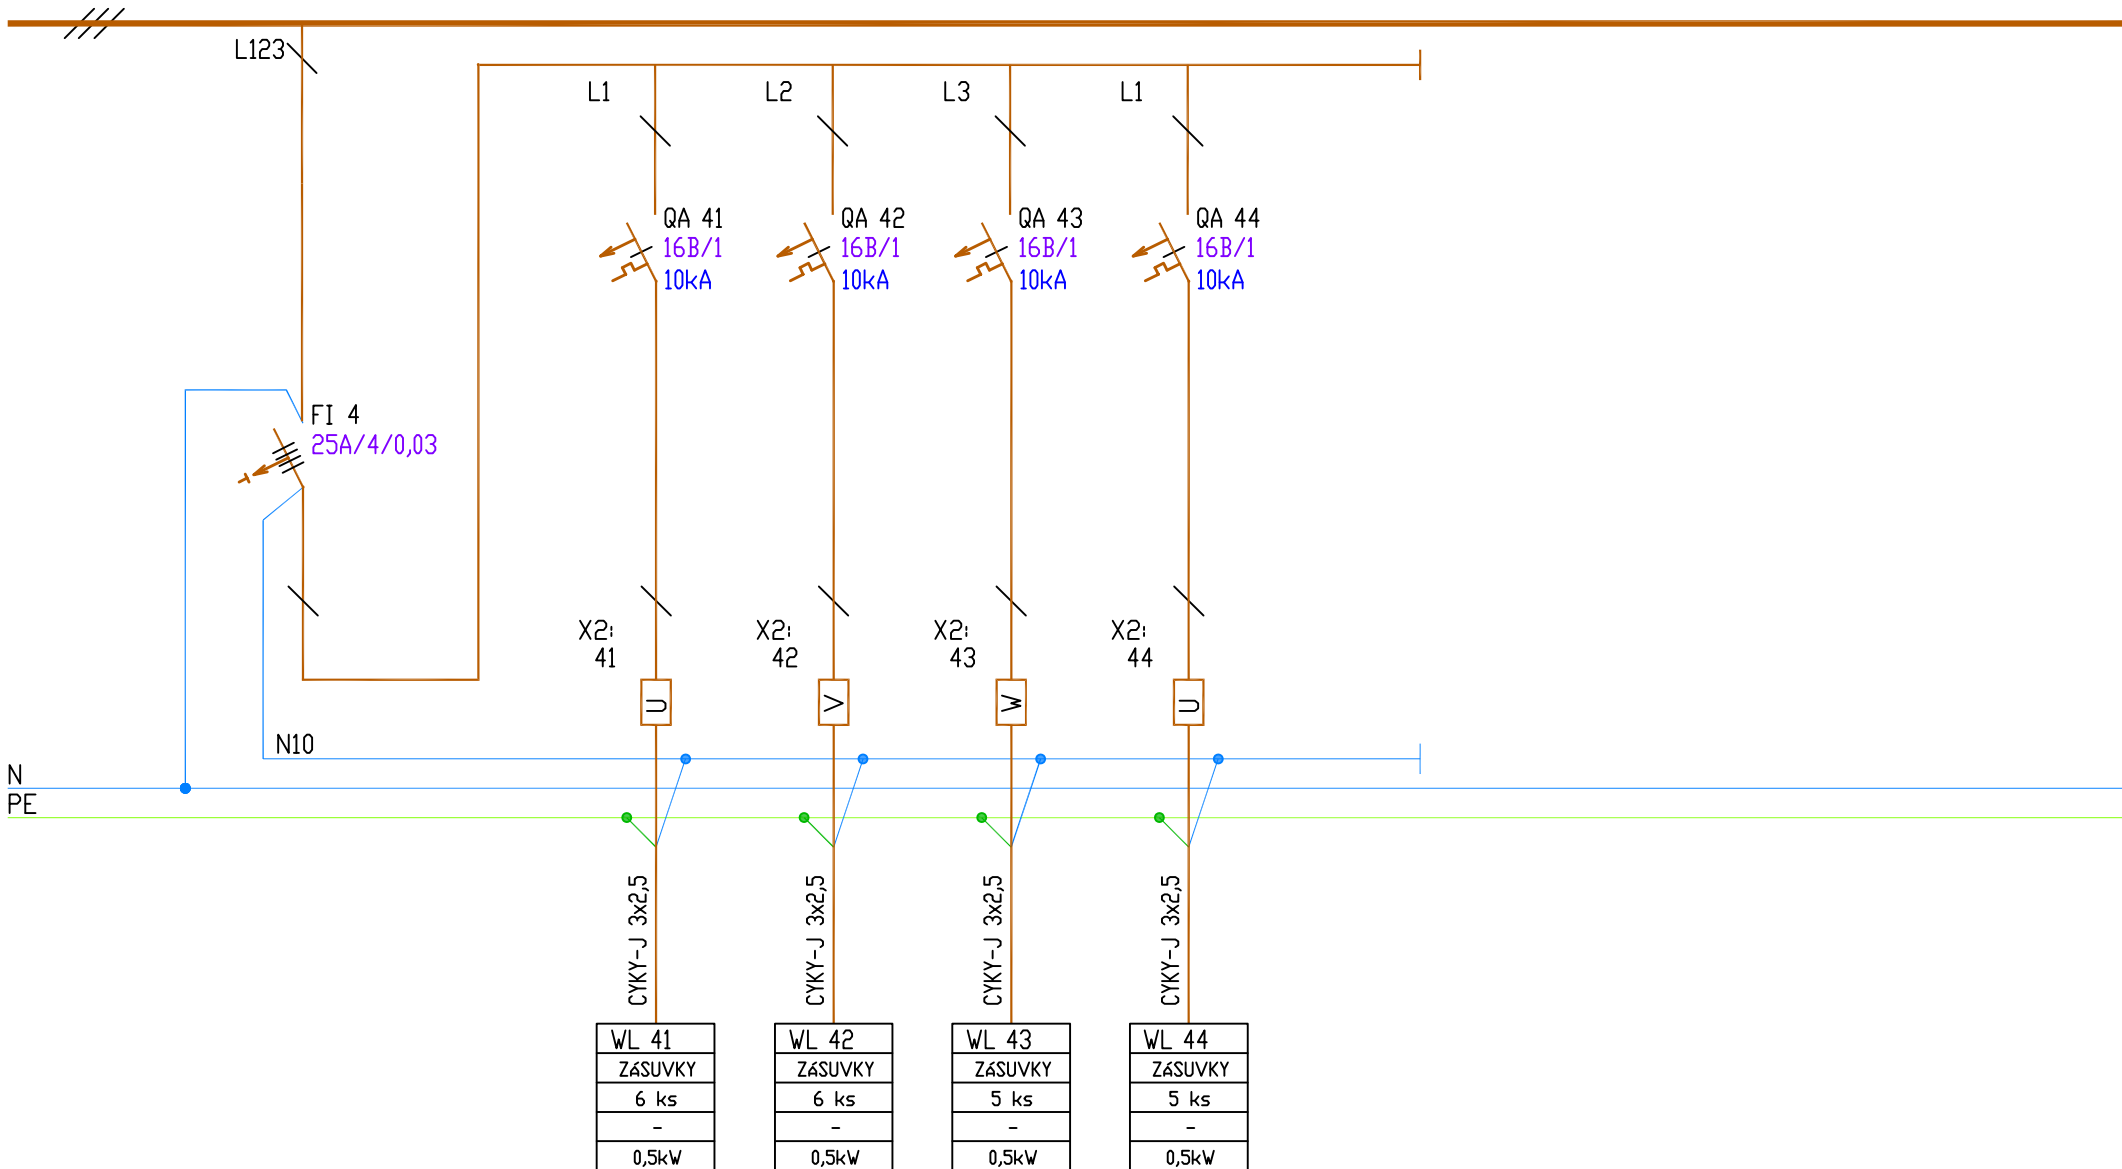 L123
L1
L2
L3
L1
QA 41
16B/1
10kA
QA 42
16B/1
10kA
QA 43
16B/1
10kA
QA 44
16B/1
10kA
FI 4
25A/4/0,03
X2:
41
X2:
42
X2:
43
X2:
44
U
V
W
U
N10
N
PE
CYKY-J 3x2,5
CYKY-J 3x2,5
CYKY-J 3x2,5
CYKY-J 3x2,5
WL 41
ZÁSUVKY
6 ks
-
0,5kW
WL 42
ZÁSUVKY
6 ks
-
0,5kW
WL 43
ZÁSUVKY
5 ks
-
0,5kW
WL 44
ZÁSUVKY
5 ks
-
0,5kW